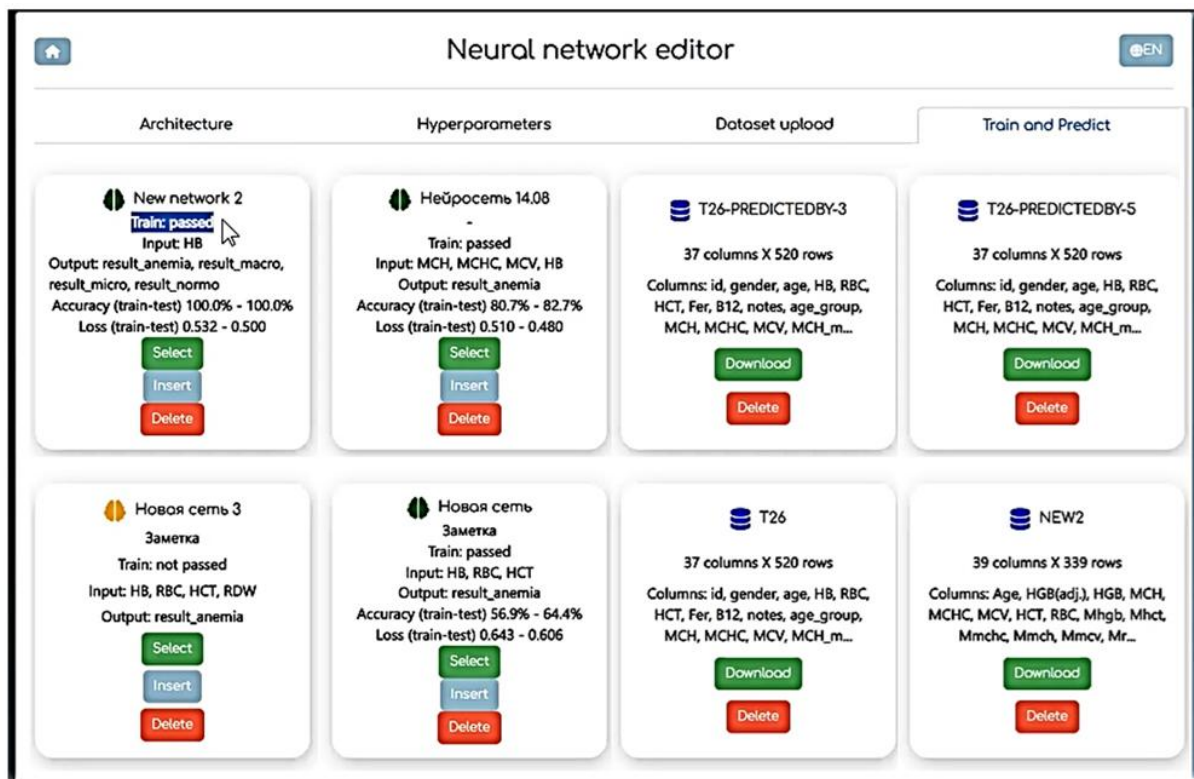 Neural network editor
EN
Architecture
Hyperparameters
Dataset upload
Train and Predict
New network 2
Train: passed
Input: HB
Output: result_anemia, result_macro,
result_micro, result_normo
Accuracy (train-test) 100.0% - 100.0%
Loss (train-test) 0.532 - 0.500
Select
Insert
Delete
Нейросеть 14.08
-
Train: passed
Input: MCH, MCHC, MCV, HB
Output: result_anemia
Accuracy (train-test) 80.7% - 82.7%
Loss (train-test) 0.510 - 0.480
Select
Insert
Delete
T26-PREDICTEDBY-3
37 columns X 520 rows
Columns: id, gender, age, HB, RBC,
HCT, Fer, B12, notes, age_group,
MCH, MCHC, MCV, MCH_m...
Download
Delete
T26-PREDICTEDBY-5
37 columns X 520 rows
Columns: id, gender, age, HB, RBC,
HCT, Fer, B12, notes, age_group,
MCH, MCHC, MCV, MCH_m...
Download
Delete
Новая сеть 3
Заметка
Train: not passed
Input: HB, RBC, HCT, RDW
Output: result_anemia
Select
Insert
Delete
Новая сеть
Заметка
Train: passed
Input: HB, RBC, HCT
Output: result_anemia
Accuracy (train-test) 56.9% - 64.4%
Loss (train-test) 0.643 - 0.606
Select
Insert
Delete
T26
37 columns X 520 rows
Columns: id, gender, age, HB, RBC,
HCT, Fer, B12, notes, age_group,
MCH, MCHC, MCV, MCH_m...
Download
Delete
NEW2
39 columns X 339 rows
Columns: Age, HGB(adj.), HGB, MCH,
MCHC, MCV, HCT, RBC, Mhgb, Mhct,
Mmchc, Mmch, Mmcv, Mr...
Download
Delete